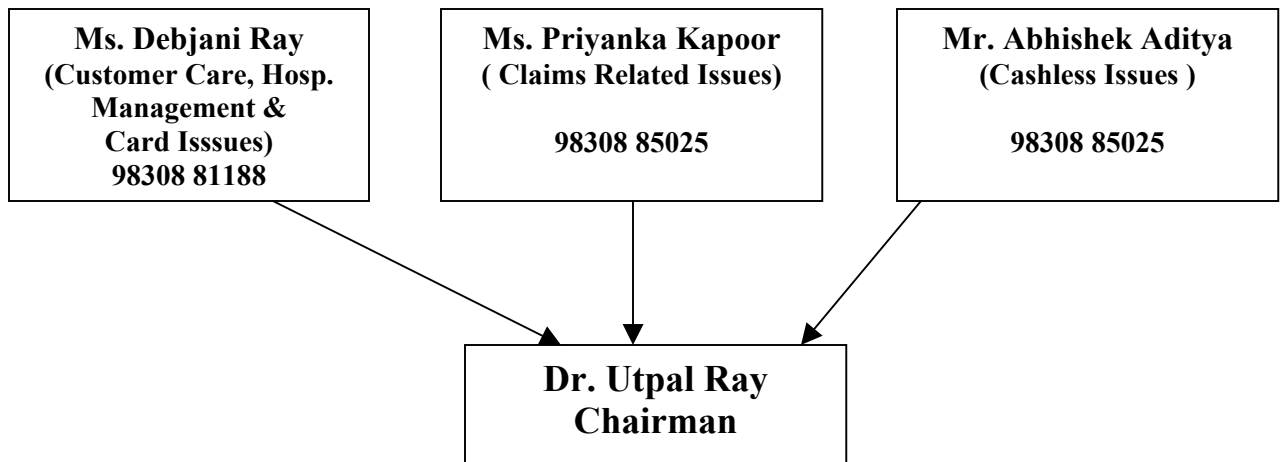 Ms. Debjani Ray
(Customer Care, Hosp.
Management &
Card Isssues)
98308 81188
Ms. Priyanka Kapoor
( Claims Related Issues)
98308 85025
Mr. Abhishek Aditya
(Cashless Issues )
98308 85025
Dr. Utpal Ray
Chairman